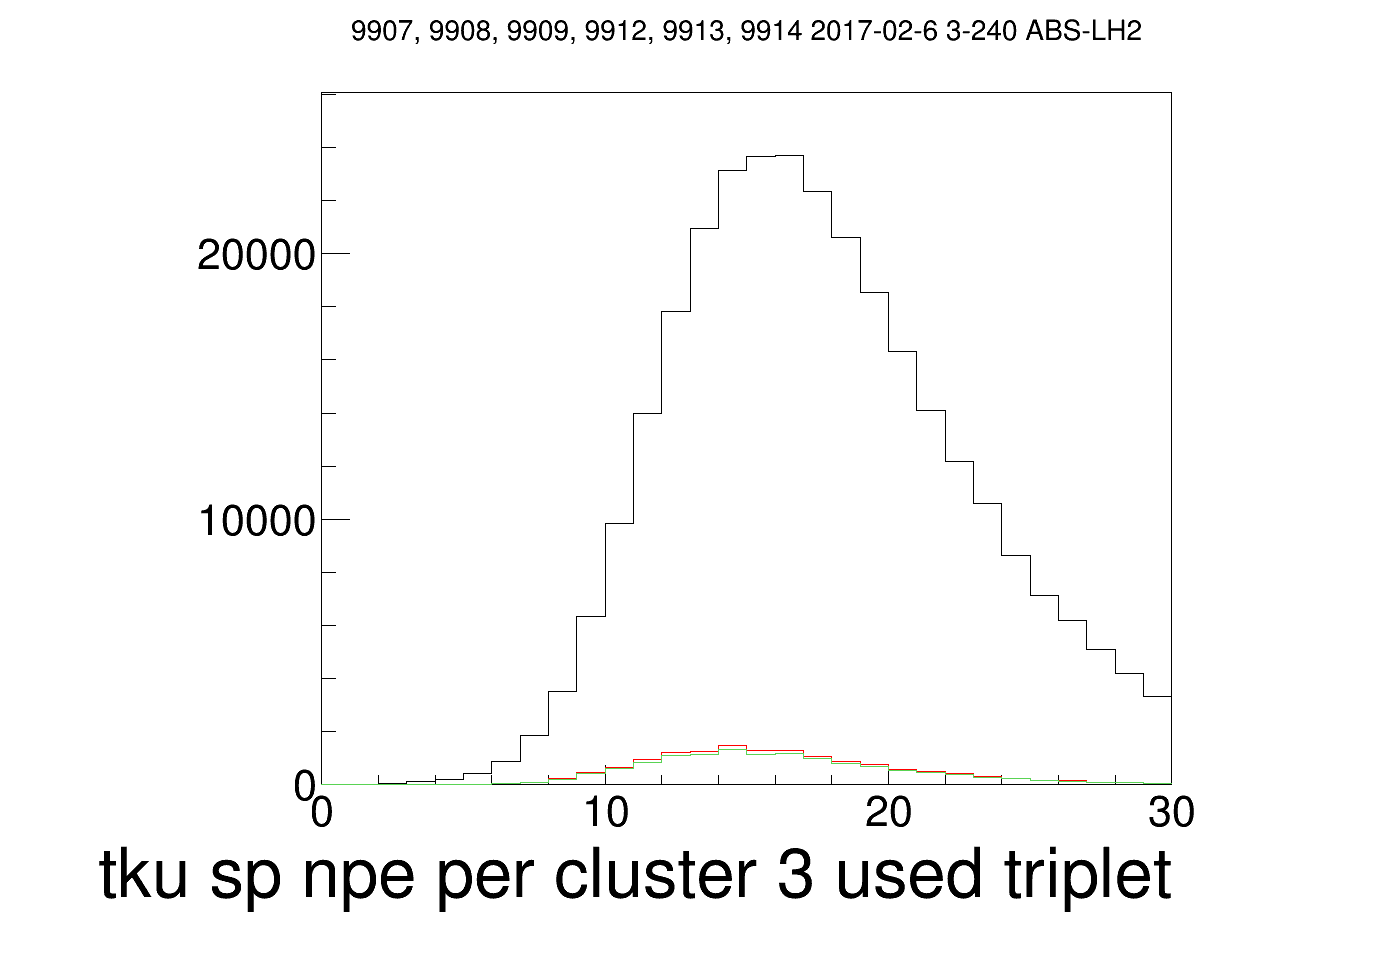 9907, 9908, 9909, 9912, 9913, 9914 2017-02-6 3-240 ABS-LH2
20000
10000
0
0 10 20 30
tku sp npe per cluster 3 used triplet